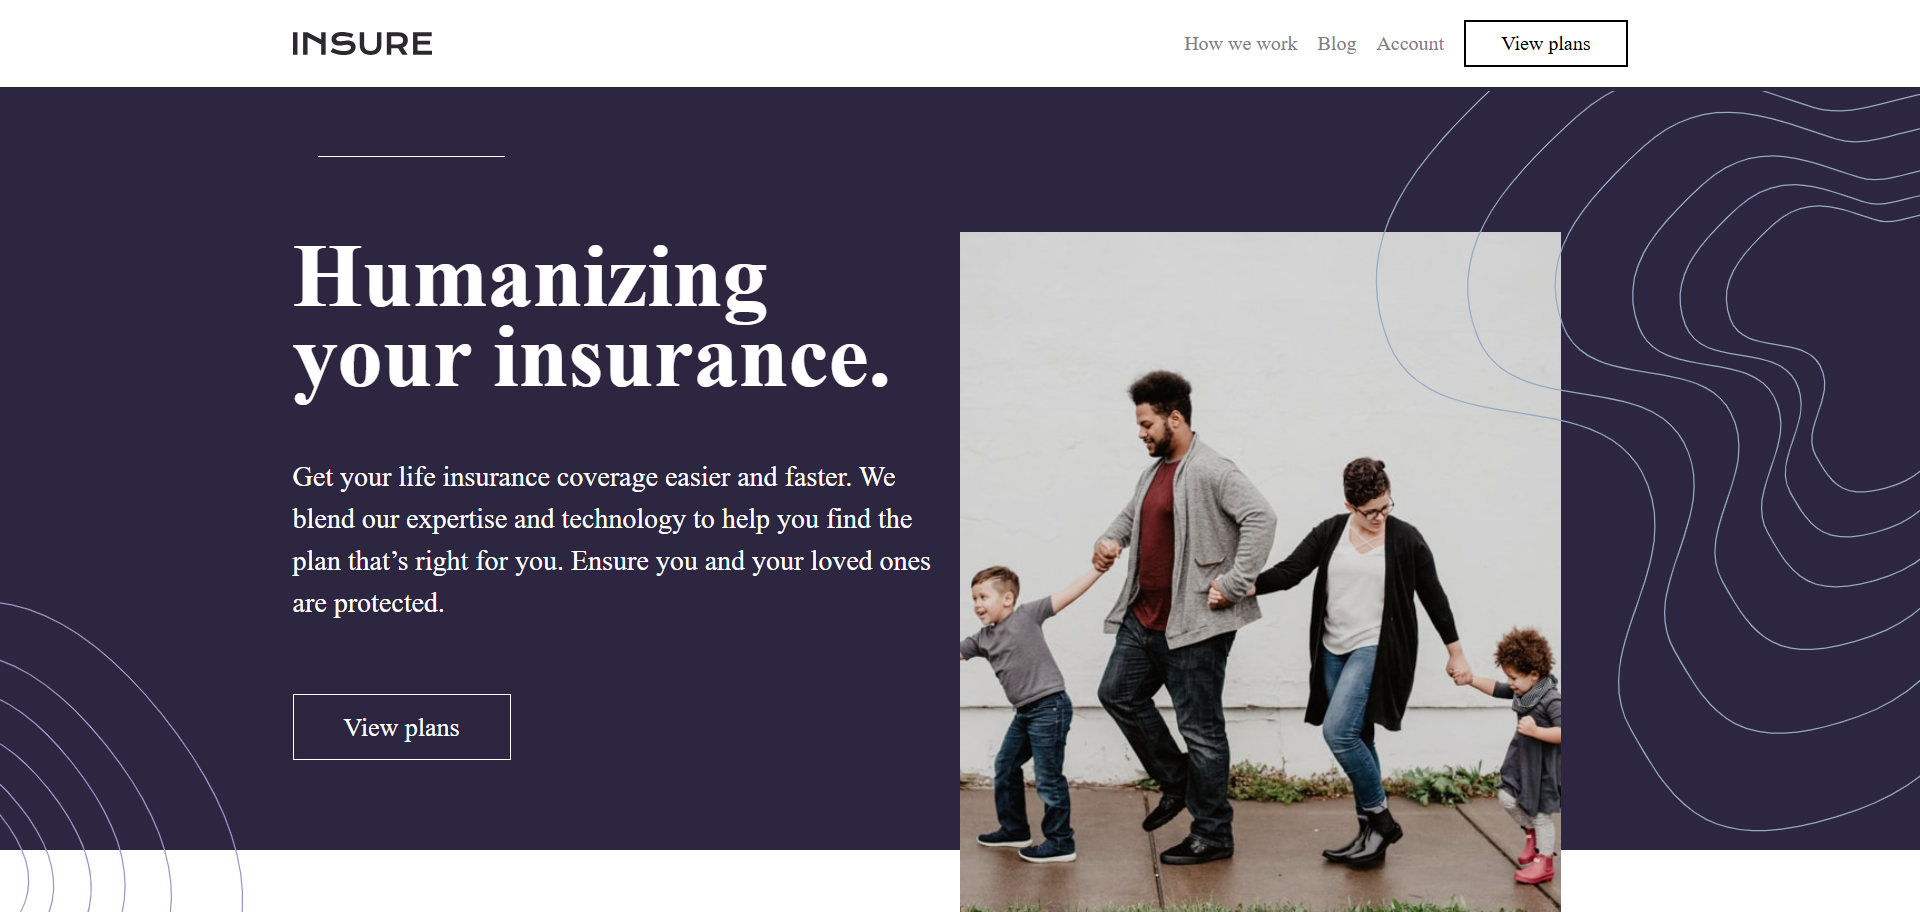 INSURE
How we work Blog Account View plans
Humanizing
your insurance.
Get your life insurance coverage easier and faster. We
blend our expertise and technology to help you find the
plan that’s right for you. Ensure you and your loved ones
are protected.
View plans